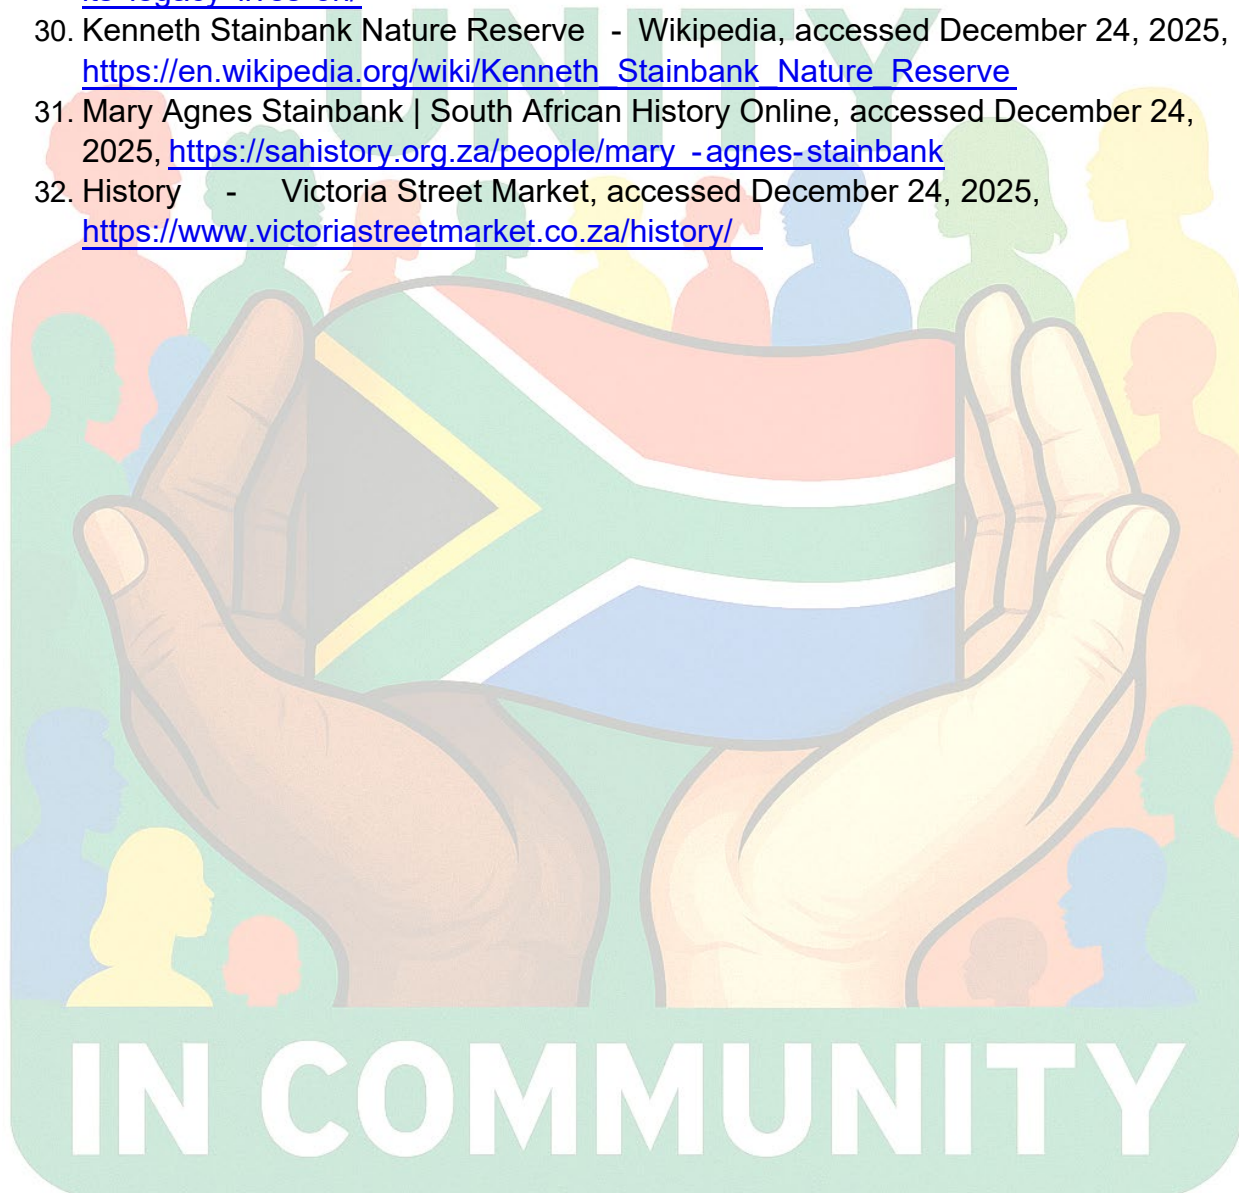 30. Kenneth Stainbank Nature Reserve - Wikipedia, accessed December 24, 2025,
https://en.wikipedia.org/wiki/Kenneth_Stainbank_Nature_Reserve
31. Mary Agnes Stainbank | South African History Online, accessed December 24,
2025, https://sahistory.org.za/people/mary -agnes-stainbank
32. History - Victoria Street Market, accessed December 24, 2025,
https://www.victoriastreetmarket.co.za/history/
UNITY
IN COMMUNITY